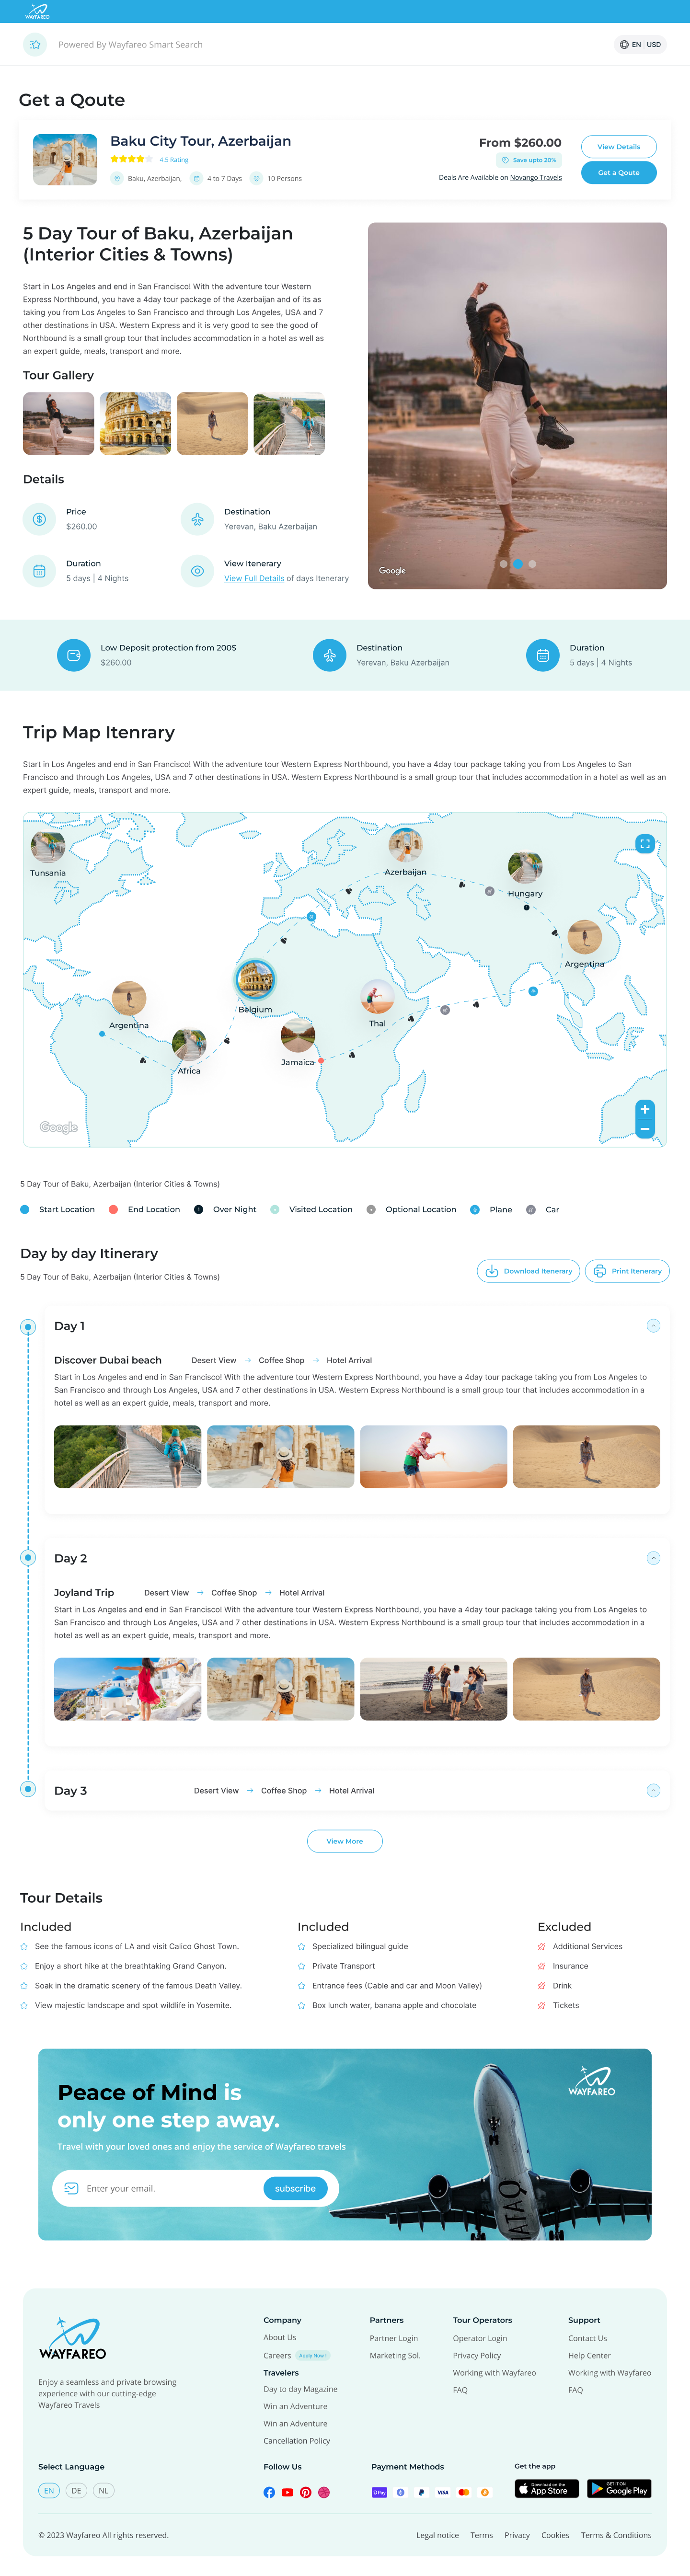 WAYFAREO
Powered By Wayfareo Smart Search
EN USD
Get a Qoute
Baku City Tour, Azerbaijan
4.5 Rating
Baku, Azerbaijan, 4 to 7 Days 10 Persons
From $260.00
Save upto 20%
Deals Are Available on Novango Travels
View Details
Get a Qoute
5 Day Tour of Baku, Azerbaijan
(Interior Cities & Towns)
Start in Los Angeles and end in San Francisco! With the adventure tour Western
Express Northbound, you have a 4day tour package of the Azerbaijan and of its as
taking you from Los Angeles to San Francisco and through Los Angeles, USA and 7
other destinations in USA. Western Express and it is very good to see the good of
Northbound is a small group tour that includes accommodation in a hotel as well as
an expert guide, meals, transport and more.
Tour Gallery
Details
Price
$260.00
Destination
Yerevan, Baku Azerbaijan
Duration
5 days | 4 Nights
View Itenerary
View Full Details of days Itenerary
Google
Low Deposit protection from 200$
$260.00
Destination
Yerevan, Baku Azerbaijan
Duration
5 days | 4 Nights
Trip Map Itenrary
Start in Los Angeles and end in San Francisco! With the adventure tour Western Express Northbound, you have a 4day tour package taking you from Los Angeles to San
Francisco and through Los Angeles, USA and 7 other destinations in USA. Western Express Northbound is a small group tour that includes accommodation in a hotel as well as an
expert guide, meals, transport and more.
Tunsania
Azerbaijan
Hungary
Argentina
Belgium
Argentina
Thal
Jamaica
Africa
Google
5 Day Tour of Baku, Azerbaijan (Interior Cities & Towns)
Start Location End Location Over Night Visited Location Optional Location Plane Car
Day by day Itinerary
5 Day Tour of Baku, Azerbaijan (Interior Cities & Towns)
Download Itenerary
Print Itenerary
Day 1
Discover Dubai beach Desert View Coffee Shop Hotel Arrival
Start in Los Angeles and end in San Francisco! With the adventure tour Western Express Northbound, you have a 4day tour package taking you from Los Angeles to
San Francisco and through Los Angeles, USA and 7 other destinations in USA. Western Express Northbound is a small group tour that includes accommodation in a
hotel as well as an expert guide, meals, transport and more.
Day 2
Joyland Trip Desert View Coffee Shop Hotel Arrival
Start in Los Angeles and end in San Francisco! With the adventure tour Western Express Northbound, you have a 4day tour package taking you from Los Angeles to
San Francisco and through Los Angeles, USA and 7 other destinations in USA. Western Express Northbound is a small group tour that includes accommodation in a
hotel as well as an expert guide, meals, transport and more.
Day 3 Desert View Coffee Shop Hotel Arrival
View More
Tour Details
Included
See the famous icons of LA and visit Calico Ghost Town.
Enjoy a short hike at the breathtaking Grand Canyon.
Soak in the dramatic scenery of the famous Death Valley.
View majestic landscape and spot wildlife in Yosemite.
Included
Specialized bilingual guide
Private Transport
Entrance fees (Cable and car and Moon Valley)
Box lunch water, banana apple and chocolate
Excluded
Additional Services
Insurance
Drink
Tickets
Peace of Mind is
only one step away.
Travel with your loved ones and enjoy the service of Wayfareo travels
Enter your email.
subscribe
WAYFAREO
WAYFAREO
Enjoy a seamless and private browsing
experience with our cutting-edge
Wayfareo Travels
Company
About Us
Careers Apply Now !
Travelers
Day to day Magazine
Win an Adventure
Win an Adventure
Cancellation Policy
Partners
Partner Login
Marketing Sol.
Tour Operators
Operator Login
Privacy Policy
Working with Wayfareo
FAQ
Support
Contact Us
Help Center
Working with Wayfareo
FAQ
Select Language
EN DE NL
Follow Us
Payment Methods
VISA
Get the app
Download on the
App Store
GET IT ON
Google Play
© 2023 Wayfareo All rights reserved.
Legal notice Terms Privacy Cookies Terms & Conditions